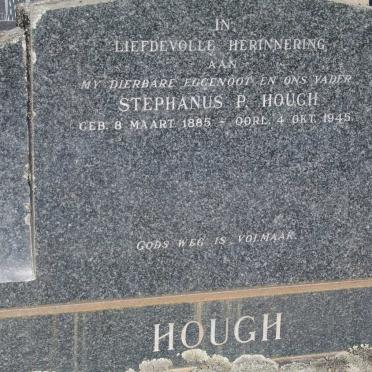 IN
LIEFDEVOLLE HERINNERING
AAN
MY DIERBARE EGGENOOT EN ONS VADER
STEPHANUS P. HOUGH
GEB. 8 MAART 1885 – OORL. 4 OKT. 1945.
GODS WEG IS VOLMAAK.
HOUGH